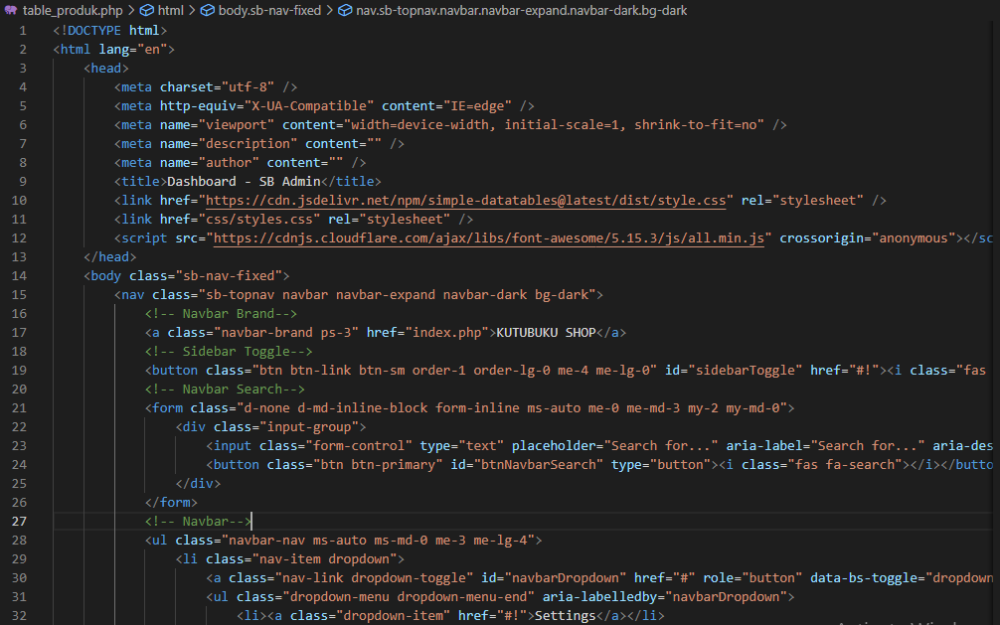 table_produk.php > html > body.sb-nav-fixed > nav.sb-topnav.navbar.navbar-expand.navbar-dark.bg-dark
1 <!DOCTYPE html>
2 <html lang="en">
3 <head>
4 <meta charset="utf-8" />
5 <meta http-equiv="X-UA-Compatible" content="IE=edge" />
6 <meta name="viewport" content="width=device-width, initial-scale=1, shrink-to-fit=no" />
7 <meta name="description" content="" />
8 <meta name="author" content="" />
9 <title>Dashboard - SB Admin</title>
10 <link href="https://cdn.jsdelivr.net/npm/simple-datatables@latest/dist/style.css" rel="stylesheet" />
11 <link href="css/styles.css" rel="stylesheet" />
12 <script src="https://cdnjs.cloudflare.com/ajax/libs/font-awesome/5.15.3/js/all.min.js" crossorigin="anonymous"></sc
13 </head>
14 <body class="sb-nav-fixed">
15 <nav class="sb-topnav navbar navbar-expand navbar-dark bg-dark">
16 <!-- Navbar Brand-->
17 <a class="navbar-brand ps-3" href="index.php">KUTUBUKU SHOP</a>
18 <!-- Sidebar Toggle-->
19 <button class="btn btn-link btn-sm order-1 order-lg-0 me-4 me-lg-0" id="sidebarToggle" href="#!"><i class="fas
20 <!-- Navbar Search-->
21 <form class="d-none d-md-inline-block form-inline ms-auto me-0 me-md-3 my-2 my-md-0">
22 <div class="input-group">
23 <input class="form-control" type="text" placeholder="Search for..." aria-label="Search for..." aria-des
24 <button class="btn btn-primary" id="btnNavbarSearch" type="button"><i class="fas fa-search"></i></butto
25 </div>
26 </form>
27 <!-- Navbar-->
28 <ul class="navbar-nav ms-auto ms-md-0 me-3 me-lg-4">
29 <li class="nav-item dropdown">
30 <a class="nav-link dropdown-toggle" id="navbarDropdown" href="#" role="button" data-bs-toggle="dropdown
31 <ul class="dropdown-menu dropdown-menu-end" aria-labelledby="navbarDropdown">
32 <li><a class="dropdown-item" href="#!">Settings</a></li>